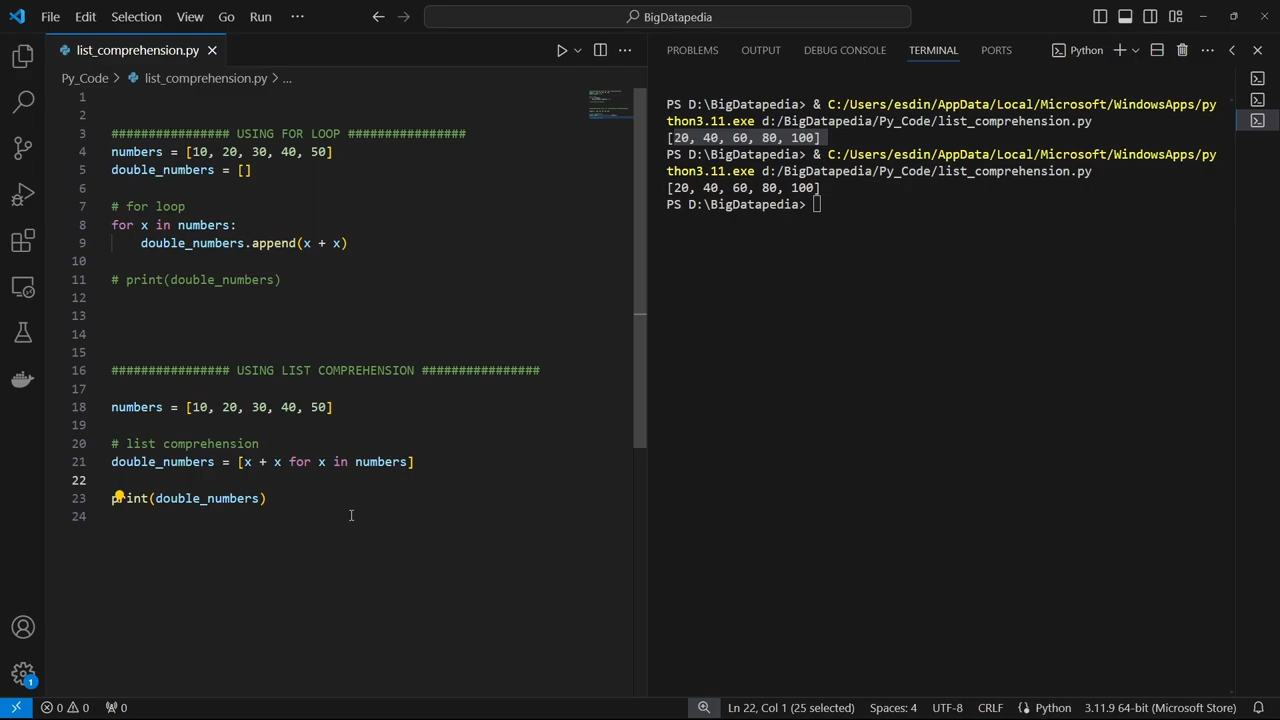 File Edit Selection View Go Run ··· BigDatapedia
list_comprehension.py
Py_Code > list_comprehension.py > ...
1
2
3 ################ USING FOR LOOP ################
4 numbers = [10, 20, 30, 40, 50]
5 double_numbers = []
6
7 # for loop
8 for x in numbers:
9 double_numbers.append(x + x)
10
11 # print(double_numbers)
12
13
14
15
16 ################ USING LIST COMPREHENSION ################
17
18 numbers = [10, 20, 30, 40, 50]
19
20 # list comprehension
21 double_numbers = [x + x for x in numbers]
22
23 print(double_numbers)
24
PROBLEMS OUTPUT DEBUG CONSOLE TERMINAL PORTS Python
PS D:\BigDatapedia> & C:/Users/esdin/AppData/Local/Microsoft/WindowsApps/py
thon3.11.exe d:/BigDatapedia/Py_Code/list_comprehension.py
[20, 40, 60, 80, 100]
PS D:\BigDatapedia> & C:/Users/esdin/AppData/Local/Microsoft/WindowsApps/py
thon3.11.exe d:/BigDatapedia/Py_Code/list_comprehension.py
[20, 40, 60, 80, 100]
PS D:\BigDatapedia>
1
0 0 0 Ln 22, Col 1 (25 selected) Spaces: 4 UTF-8 CRLF Python 3.11.9 64-bit (Microsoft Store)